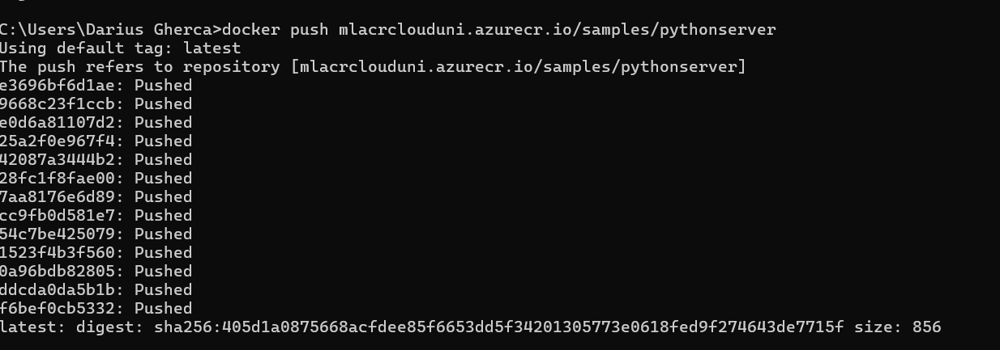 C:\Users\Darius Gherca>docker push mlacrclouduni.azurecr.io/samples/pythonserver
Using default tag: latest
The push refers to repository [mlacrclouduni.azurecr.io/samples/pythonserver]
e3696bf6d1ae: Pushed
9668c23f1ccb: Pushed
e0d6a81107d2: Pushed
25a2f0e967f4: Pushed
42087a3444b2: Pushed
28fc1f8fae00: Pushed
7aa8176e6d89: Pushed
cc9fb0d581e7: Pushed
54c7be425079: Pushed
1523f4b3f560: Pushed
0a96bdb82805: Pushed
ddcda0da5b1b: Pushed
f6bef0cb5332: Pushed
latest: digest: sha256:405d1a0875668acfdee85f6653dd5f34201305773e0618fed9f274643de7715f size: 856